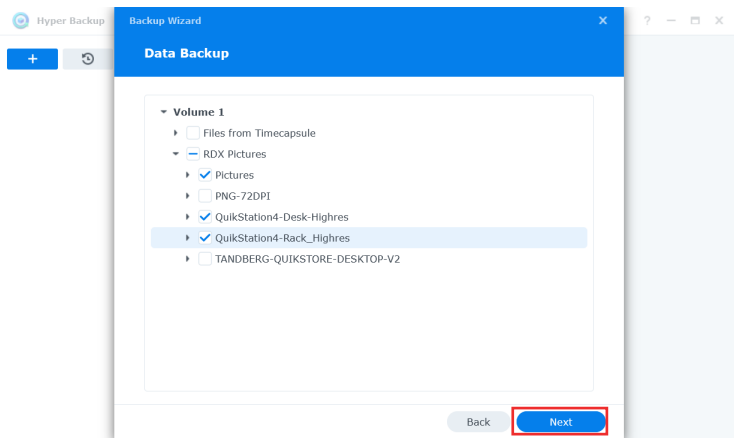 Hyper Backup
Backup Wizard
Data Backup
Volume 1
Files from Timecapsule
RDX Pictures
Pictures
PNG-72DPI
QuikStation4-Desk-Highres
QuikStation4-Rack_Highres
TANDBERG-QUIKSTORE-DESKTOP-V2
Back Next